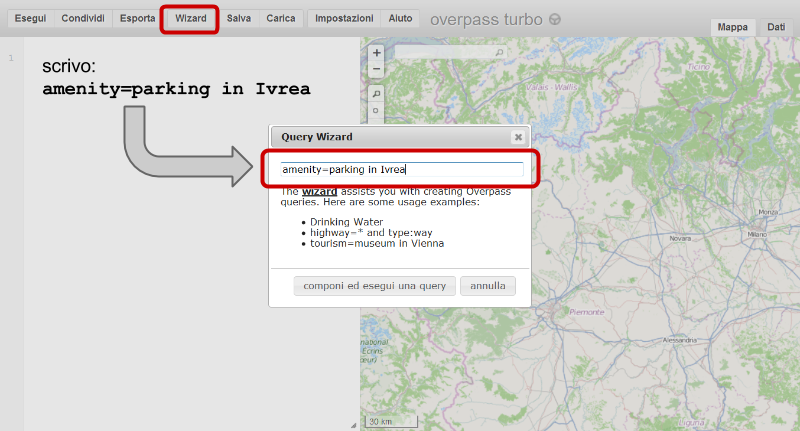 Esegui Condividi Esporta Wizard Salva Carica Impostazioni Aiuto overpass turbo
Mappa Dati
1
scrivo:
amenity=parking in Ivrea
+
−
Query Wizard
amenity=parking in Ivrea
The wizard assists you with creating Overpass
queries. Here are some usage examples:
• Drinking Water
• highway=* and type:way
• tourism=museum in Vienna
componi ed esegui una query annulla
Ticino
Valais - Wallis
Monza
Milano
Novara
Piemonte
Alessandria
national
Ecrins
30 km